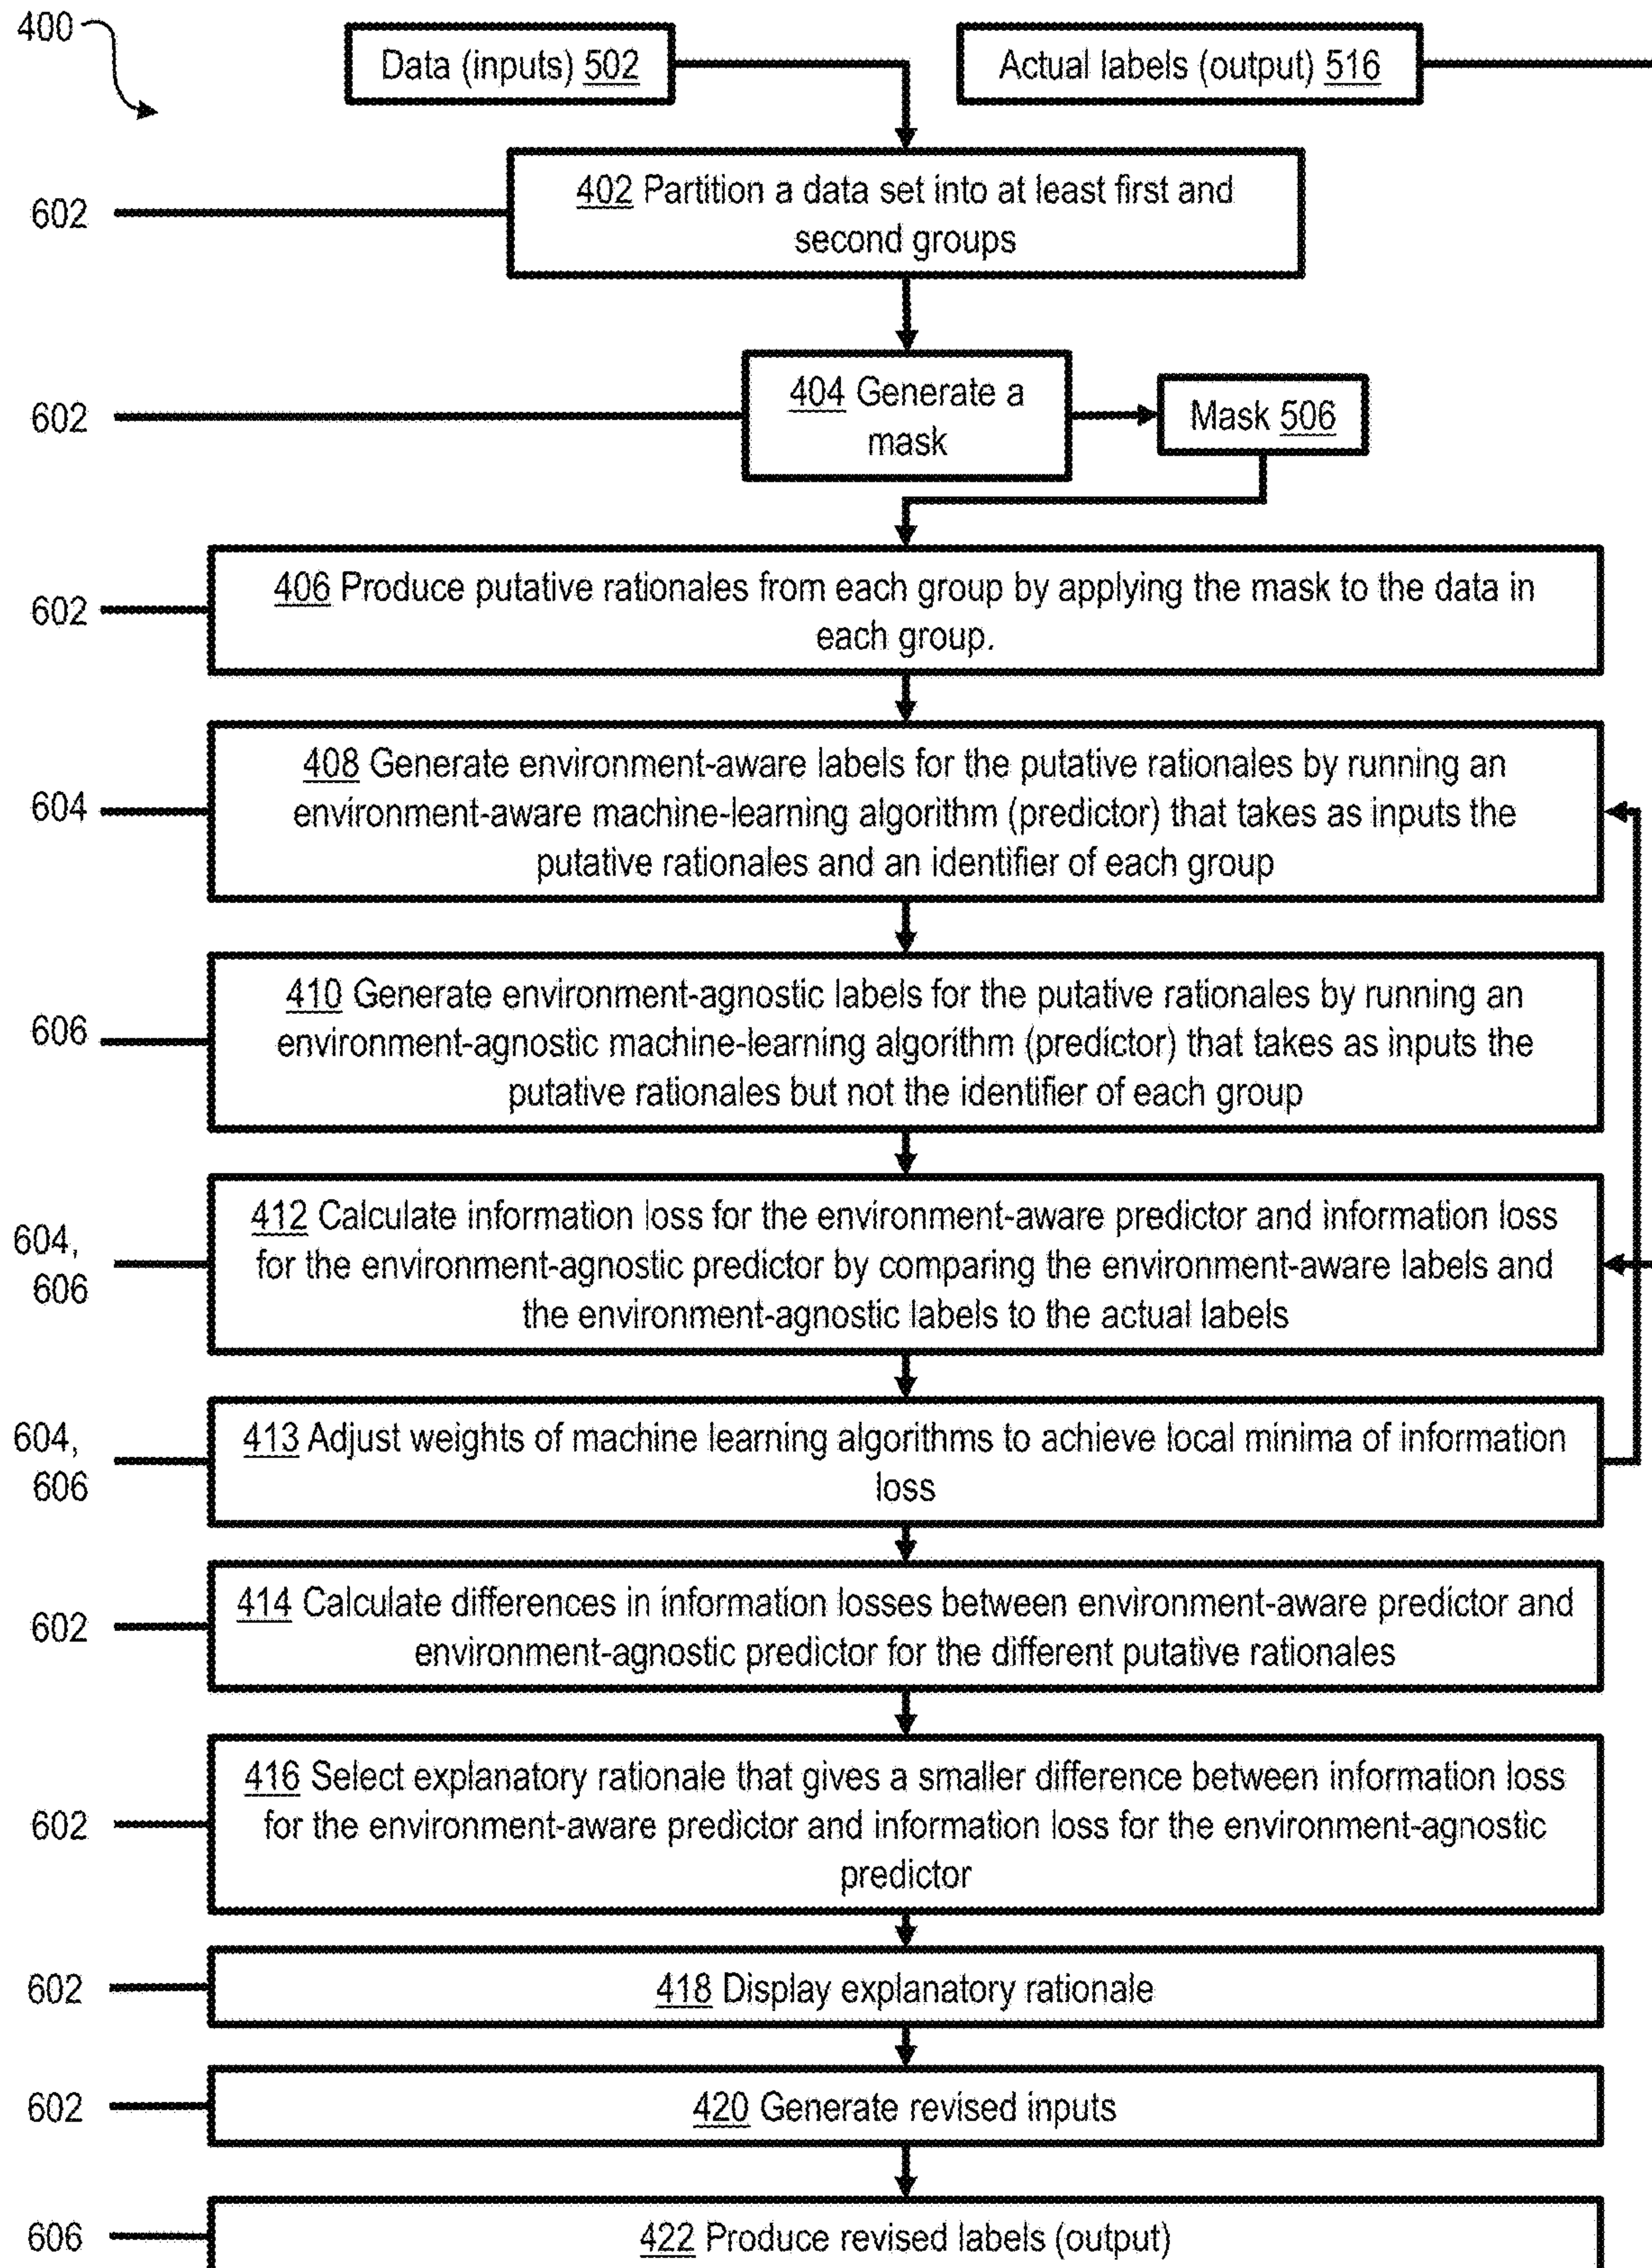 400
Data (inputs) 502
Actual labels (output) 516
602
402 Partition a data set into at least first and
second groups
602
404 Generate a
mask
Mask 506
602
406 Produce putative rationales from each group by applying the mask to the data in
each group.
604
408 Generate environment-aware labels for the putative rationales by running an
environment-aware machine-learning algorithm (predictor) that takes as inputs the
putative rationales and an identifier of each group
606
410 Generate environment-agnostic labels for the putative rationales by running an
environment-agnostic machine-learning algorithm (predictor) that takes as inputs the
putative rationales but not the identifier of each group
604,
606
412 Calculate information loss for the environment-aware predictor and information loss
for the environment-agnostic predictor by comparing the environment-aware labels and
the environment-agnostic labels to the actual labels
604,
606
413 Adjust weights of machine learning algorithms to achieve local minima of information
loss
602
414 Calculate differences in information losses between environment-aware predictor and
environment-agnostic predictor for the different putative rationales
602
416 Select explanatory rationale that gives a smaller difference between information loss
for the environment-aware predictor and information loss for the environment-agnostic
predictor
602
418 Display explanatory rationale
602
420 Generate revised inputs
606
422 Produce revised labels (output)